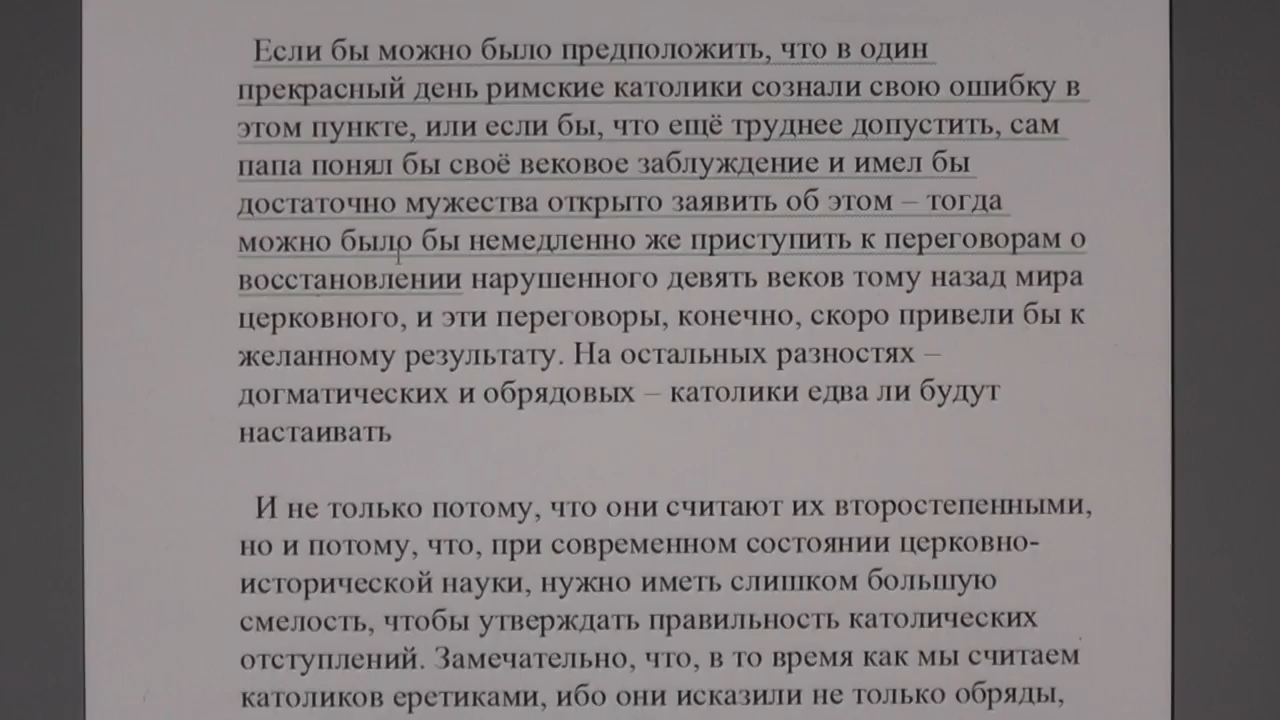 Если бы можно было предположить, что в один
прекрасный день римские католики сознали свою ошибку в
этом пункте, или если бы, что ещё труднее допустить, сам
папа понял бы своё вековое заблуждение и имел бы
достаточно мужества открыто заявить об этом – тогда
можно было бы немедленно же приступить к переговорам о
восстановлении нарушенного девять веков тому назад мира
церковного, и эти переговоры, конечно, скоро привели бы к
желанному результату. На остальных разностях –
догматических и обрядовых – католики едва ли будут
настаивать
И не только потому, что они считают их второстепенными,
но и потому, что, при современном состоянии церковно-
исторической науки, нужно иметь слишком большую
смелость, чтобы утверждать правильность католических
отступлений. Замечательно, что, в то время как мы считаем
католиков еретиками, ибо они исказили не только обряды,